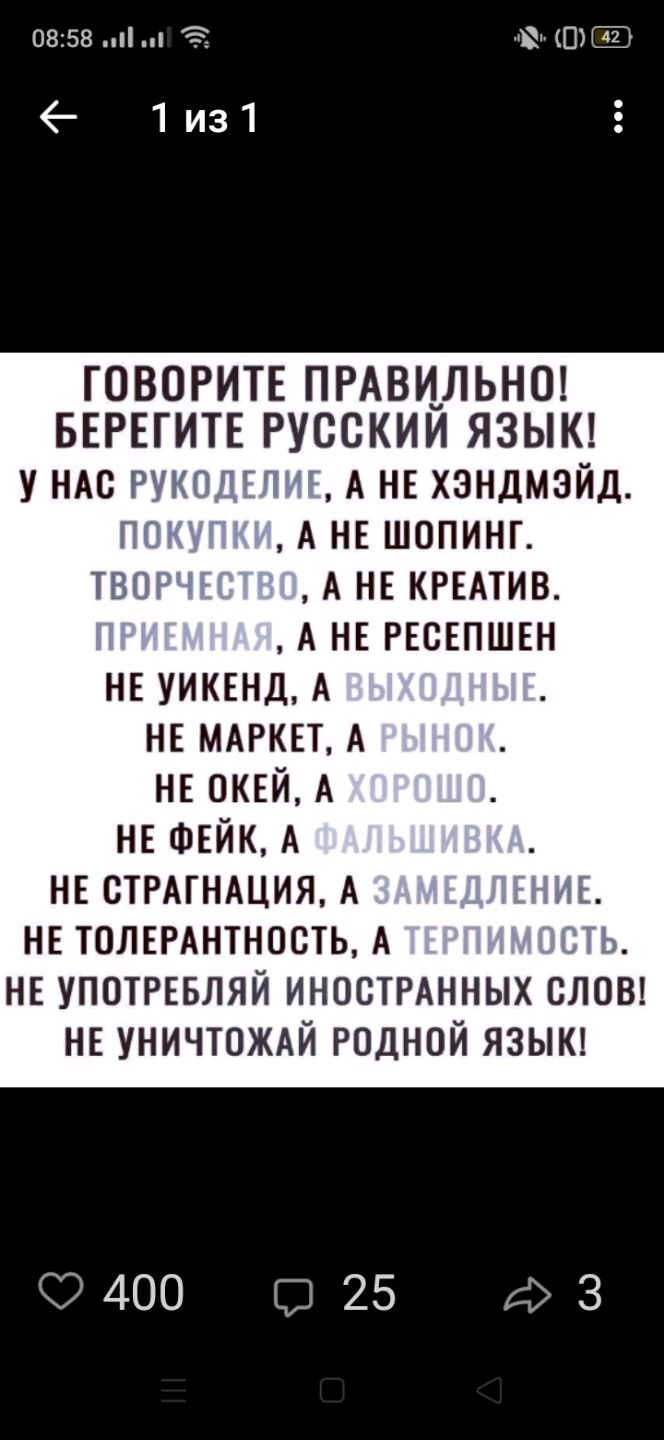 08:58
42
1 из 1
ГОВОРИТЕ ПРАВИЛЬНО!
БЕРЕГИТЕ РУССКИЙ ЯЗЫК!
У НАС РУКОДЕЛИЕ, А НЕ ХЭНДМЭЙД.
ПОКУПКИ, А НЕ ШОПИНГ.
ТВОРЧЕСТВО, А НЕ КРЕАТИВ.
ПРИЕМНАЯ, А НЕ РЕСЕПШЕН
НЕ УИКЕНД, А ВЫХОДНЫЕ.
НЕ МАРКЕТ, А РЫНОК.
НЕ ОКЕЙ, А ХОРОШО.
НЕ ФЕЙК, А ФАЛЬШИВКА.
НЕ СТРАГНАЦИЯ, А ЗАМЕДЛЕНИЕ.
НЕ ТОЛЕРАНТНОСТЬ, А ТЕРПИМОСТЬ.
НЕ УПОТРЕБЛЯЙ ИНОСТРАННЫХ СЛОВ!
НЕ УНИЧТОЖАЙ РОДНОЙ ЯЗЫК!
400 25 3